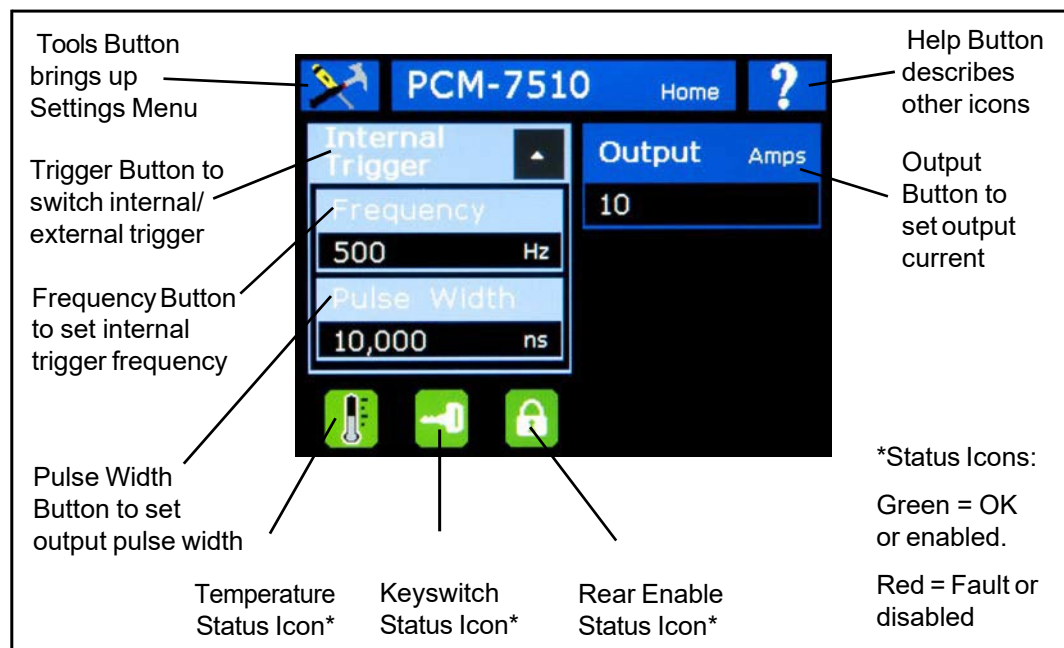 Tools Button
brings up
Settings Menu
Trigger Button to
switch internal/
external trigger
Frequency Button
to set internal
trigger frequency
Pulse Width
Button to set
output pulse width
PCM-7510 Home ?
Internal
Trigger
Frequency
500 Hz
Pulse Width
10,000 ns
Output Amps
10
Help Button
describes
other icons
Output
Button to
set output
current
*Status Icons:
Green = OK
or enabled.
Red = Fault or
disabled
Temperature
Status Icon*
Keyswitch
Status Icon*
Rear Enable
Status Icon*